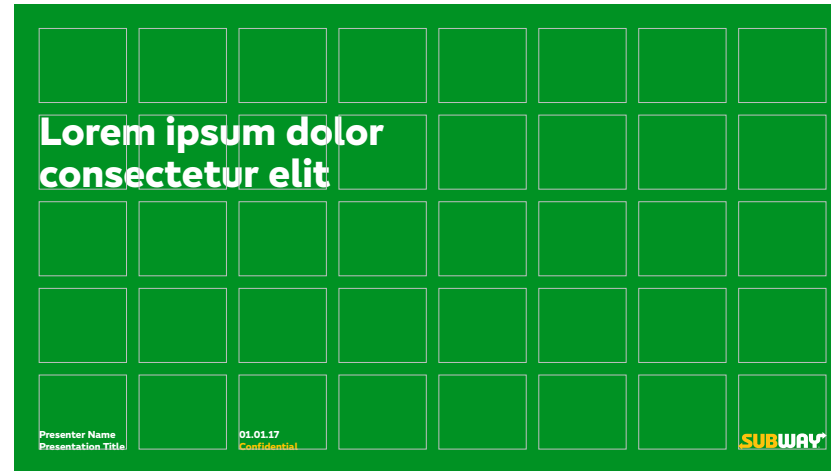 Lorem ipsum dolor
consectetur elit
Presenter Name
Presentation Title
01.01.17
Confidential
SUBWAY